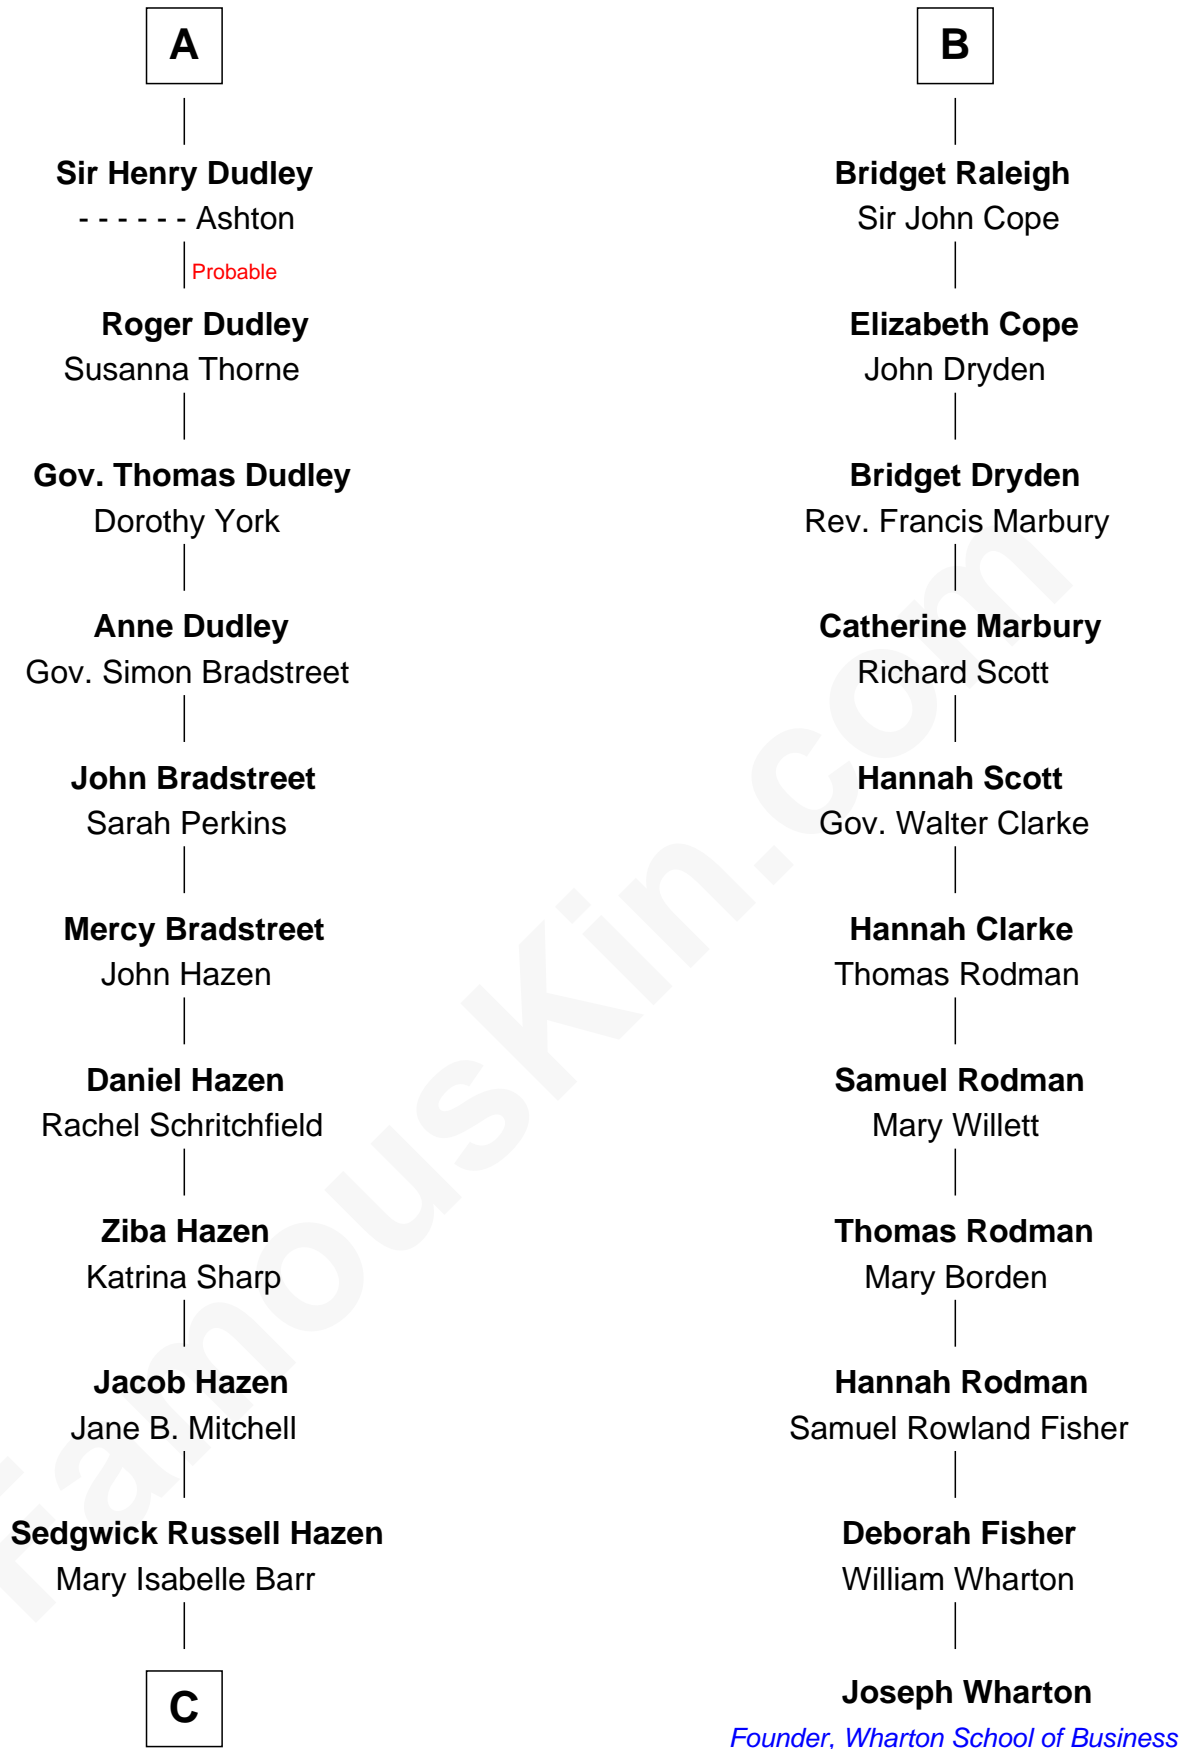 A
Sir Henry Dudley
- - - - - - Ashton
Probable
Roger Dudley
Susanna Thorne
Gov. Thomas Dudley
Dorothy York
Anne Dudley
Gov. Simon Bradstreet
John Bradstreet
Sarah Perkins
Mercy Bradstreet
John Hazen
Daniel Hazen
Rachel Schritchfield
Ziba Hazen
Katrina Sharp
Jacob Hazen
Jane B. Mitchell
Sedgwick Russell Hazen
Mary Isabelle Barr
C
B
Bridget Raleigh
Sir John Cope
Elizabeth Cope
John Dryden
Bridget Dryden
Rev. Francis Marbury
Catherine Marbury
Richard Scott
Hannah Scott
Gov. Walter Clarke
Hannah Clarke
Thomas Rodman
Samuel Rodman
Mary Willett
Thomas Rodman
Mary Borden
Hannah Rodman
Samuel Rowland Fisher
Deborah Fisher
William Wharton
Joseph Wharton
Founder, Wharton School of Business
FamousKin.com